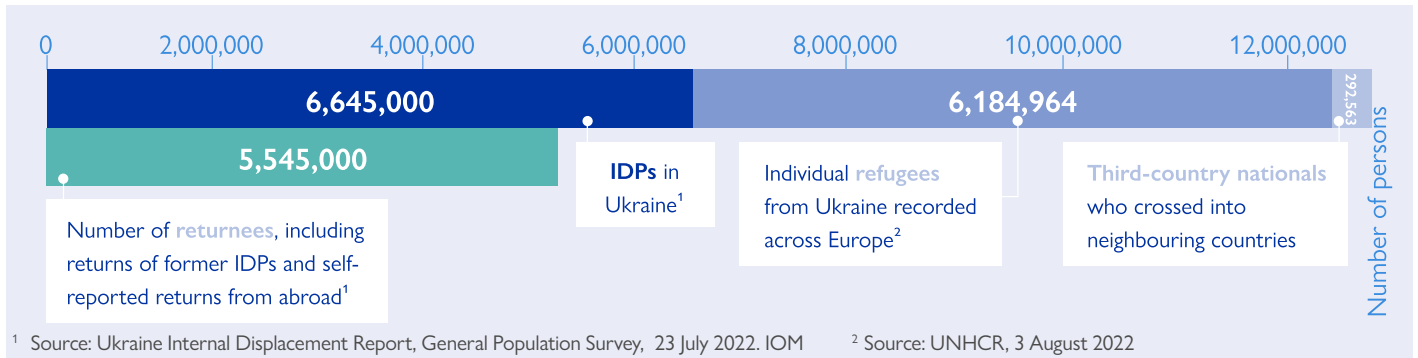 0 2,000,000 4,000,000 6,000,000 8,000,000 10,000,000 12,000,000
6,645,000 6,184,964 292,563
5,545,000
Number of persons
Number of returnees, including
returns of former IDPs and self-
reported returns from abroad¹
IDPs in
Ukraine¹
Individual refugees
from Ukraine recorded
across Europe²
Third-country nationals
who crossed into
neighbouring countries
¹ Source: Ukraine Internal Displacement Report, General Population Survey, 23 July 2022. IOM ² Source: UNHCR, 3 August 2022